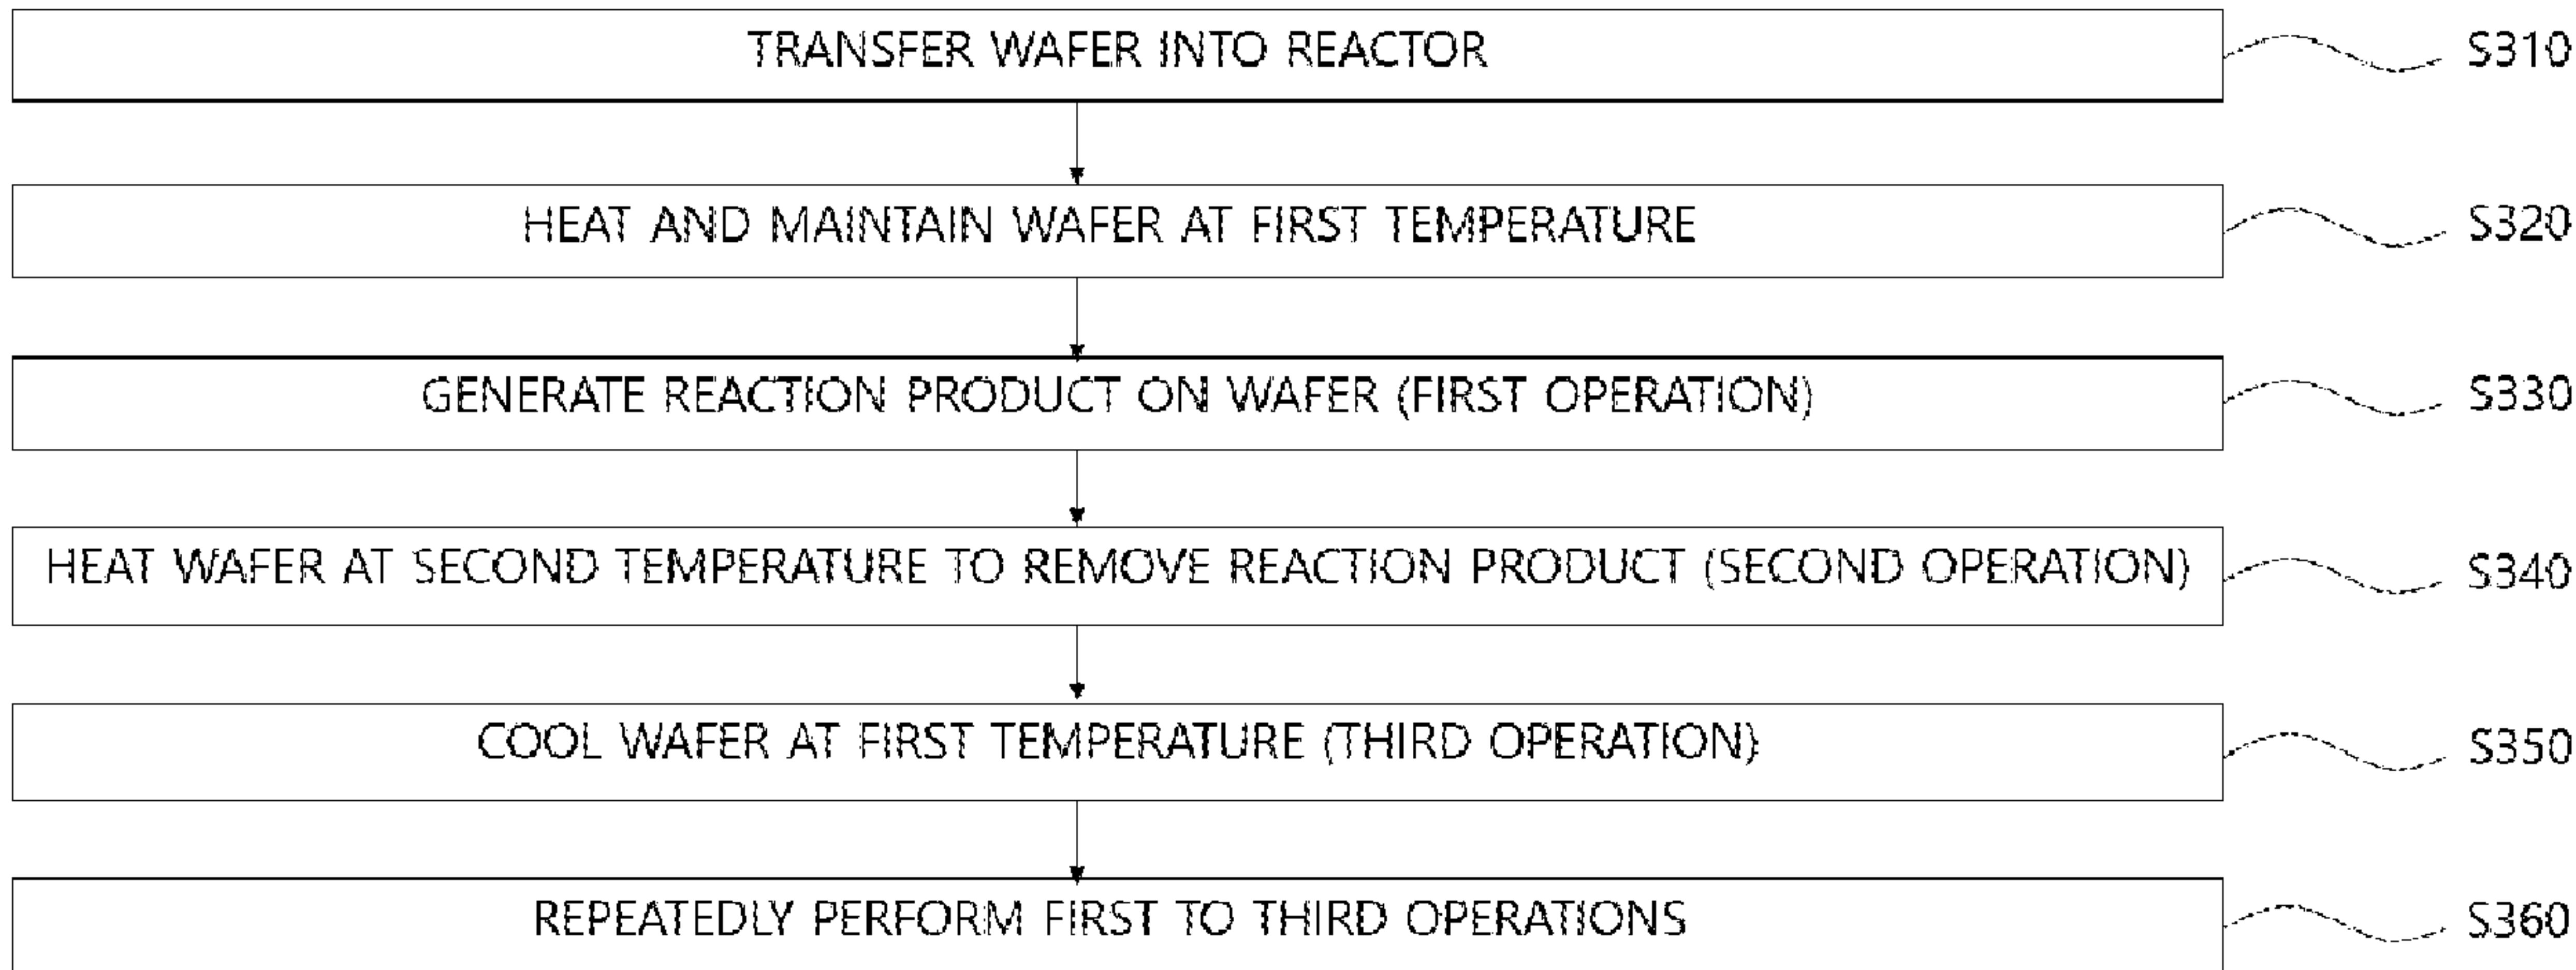 TRANSFER WAFER INTO REACTOR S310
HEAT AND MAINTAIN WAFER AT FIRST TEMPERATURE S320
GENERATE REACTION PRODUCT ON WAFER (FIRST OPERATION) S330
HEAT WAFER AT SECOND TEMPERATURE TO REMOVE REACTION PRODUCT (SECOND OPERATION) S340
COOL WAFER AT FIRST TEMPERATURE (THIRD OPERATION) S350
REPEATEDLY PERFORM FIRST TO THIRD OPERATIONS S360